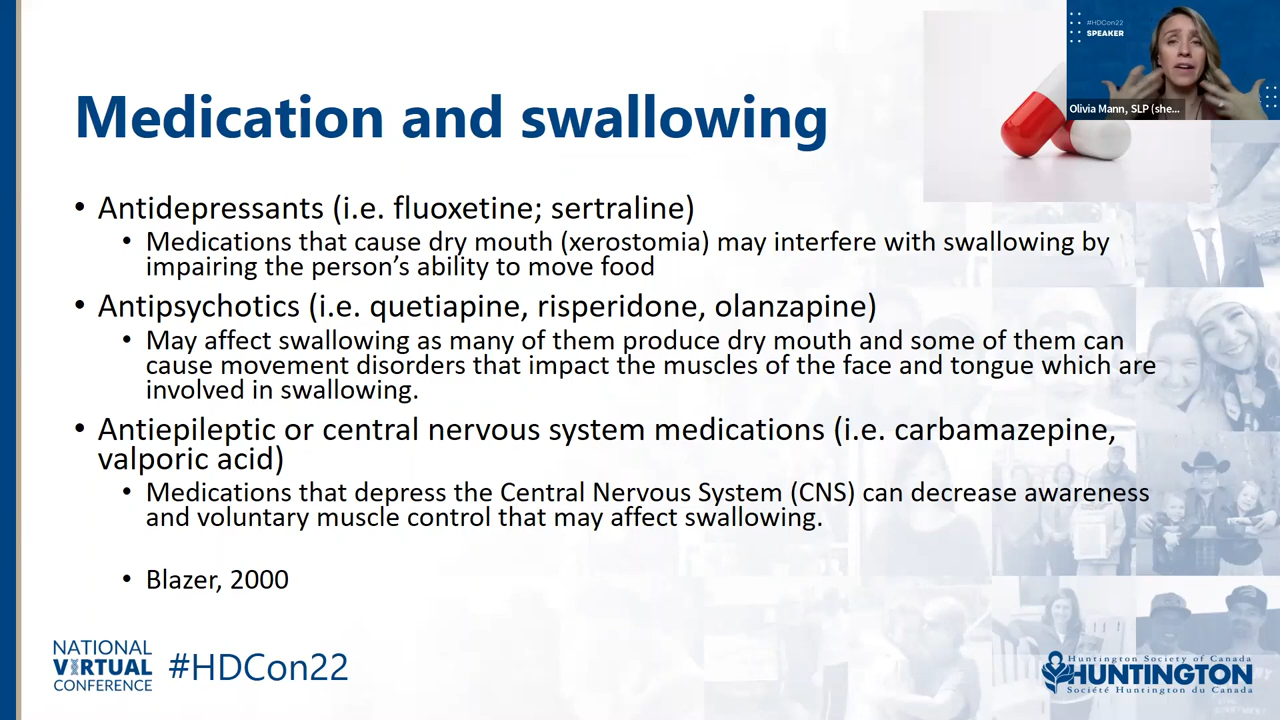 #HDCon22
SPEAKER
Olivia Mann, SLP (she...
Medication and swallowing
• Antidepressants (i.e. fluoxetine; sertraline)
• Medications that cause dry mouth (xerostomia) may interfere with swallowing by
impairing the person's ability to move food
• Antipsychotics (i.e. quetiapine, risperidone, olanzapine)
• May affect swallowing as many of them produce dry mouth and some of them can
cause movement disorders that impact the muscles of the face and tongue which are
involved in swallowing.
• Antiepileptic or central nervous system medications (i.e. carbamazepine,
valporic acid)
• Medications that depress the Central Nervous System (CNS) can decrease awareness
and voluntary muscle control that may affect swallowing.
• Blazer, 2000
NATIONAL
VIRTUAL
CONFERENCE
#HDCon22
Huntington Society of Canada
HUNTINGTON
Société Huntington du Canada